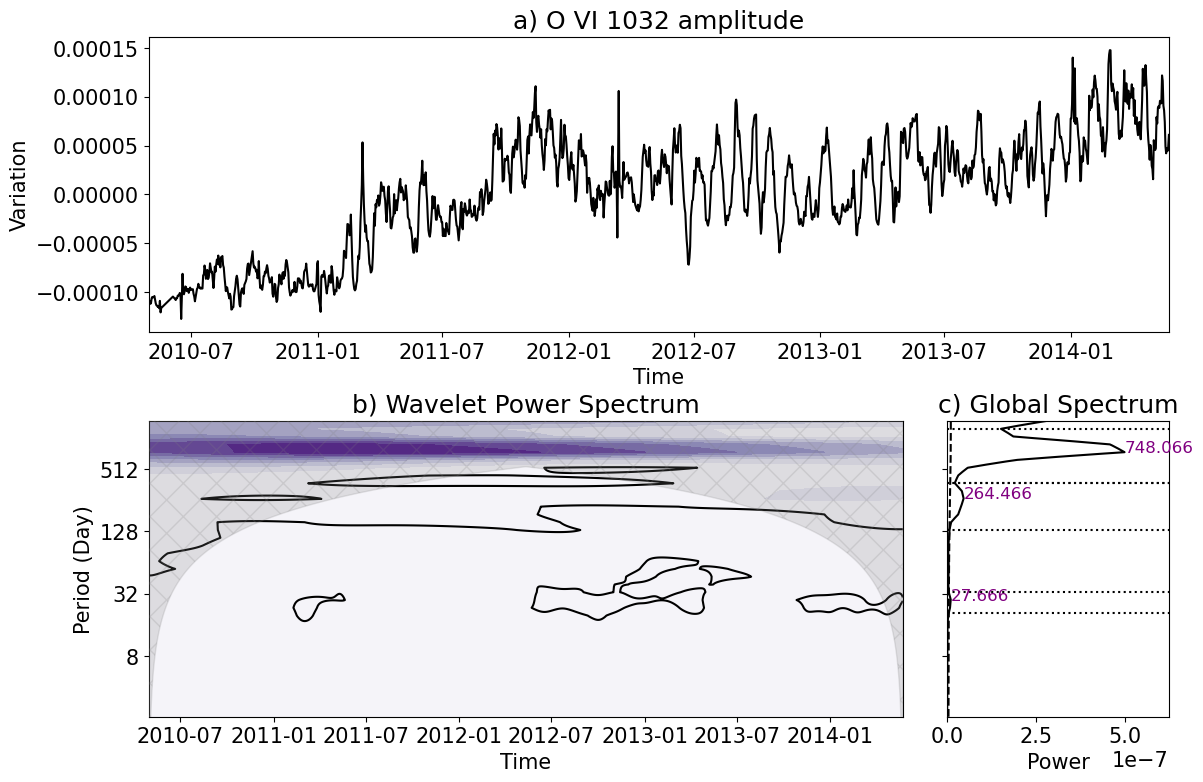 a) O VI 1032 amplitude
0.00015
0.00010
0.00005
0.00000
−0.00005
−0.00010
Variation
2010-07 2011-01 2011-07 2012-01 2012-07 2013-01 2013-07 2014-01
Time
b) Wavelet Power Spectrum
512
128
32
8
Period (Day)
2010-07 2011-01 2011-07 2012-01 2012-07 2013-01 2013-07 2014-01
Time
c) Global Spectrum
748.066
264.466
27.666
0.0 2.5 5.0
Power
1e−7